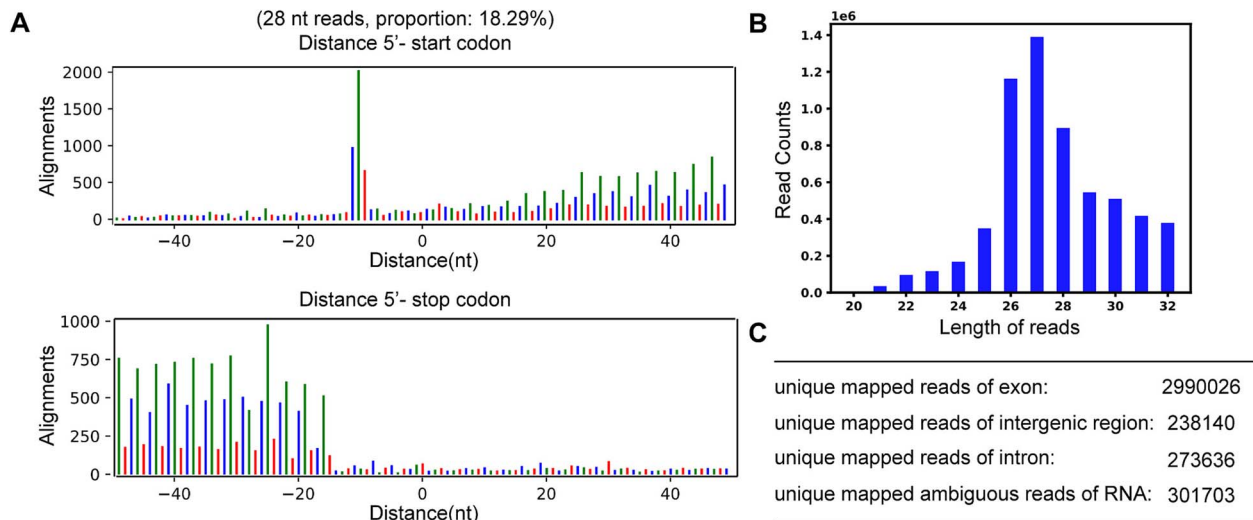 A
(28 nt reads, proportion: 18.29%)
Distance 5’- start codon
2000
1500
1000
500
0
Alignments
−40 −20 0 20 40
Distance(nt)
Distance 5’- stop codon
1000
750
500
250
0
Alignments
−40 −20 0 20 40
Distance(nt)
B
1e6
1.4
1.2
1.0
0.8
0.6
0.4
0.2
0.0
Read Counts
20 22 24 26 28 30 32
Length of reads
C
unique mapped reads of exon: 2990026
unique mapped reads of intergenic region: 238140
unique mapped reads of intron: 273636
unique mapped ambiguous reads of RNA: 301703